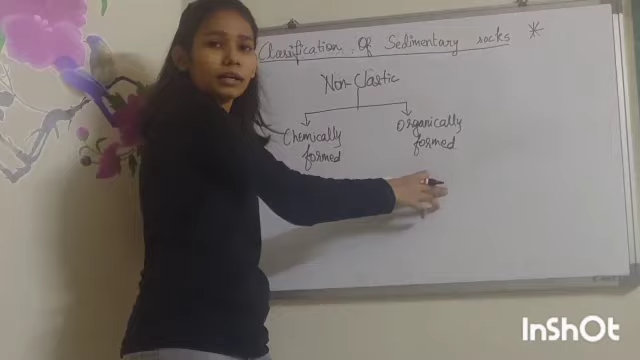 Classification Of Sedimentary rocks *
Non-Clastic
Chemically
formed
Organically
formed
InShOt